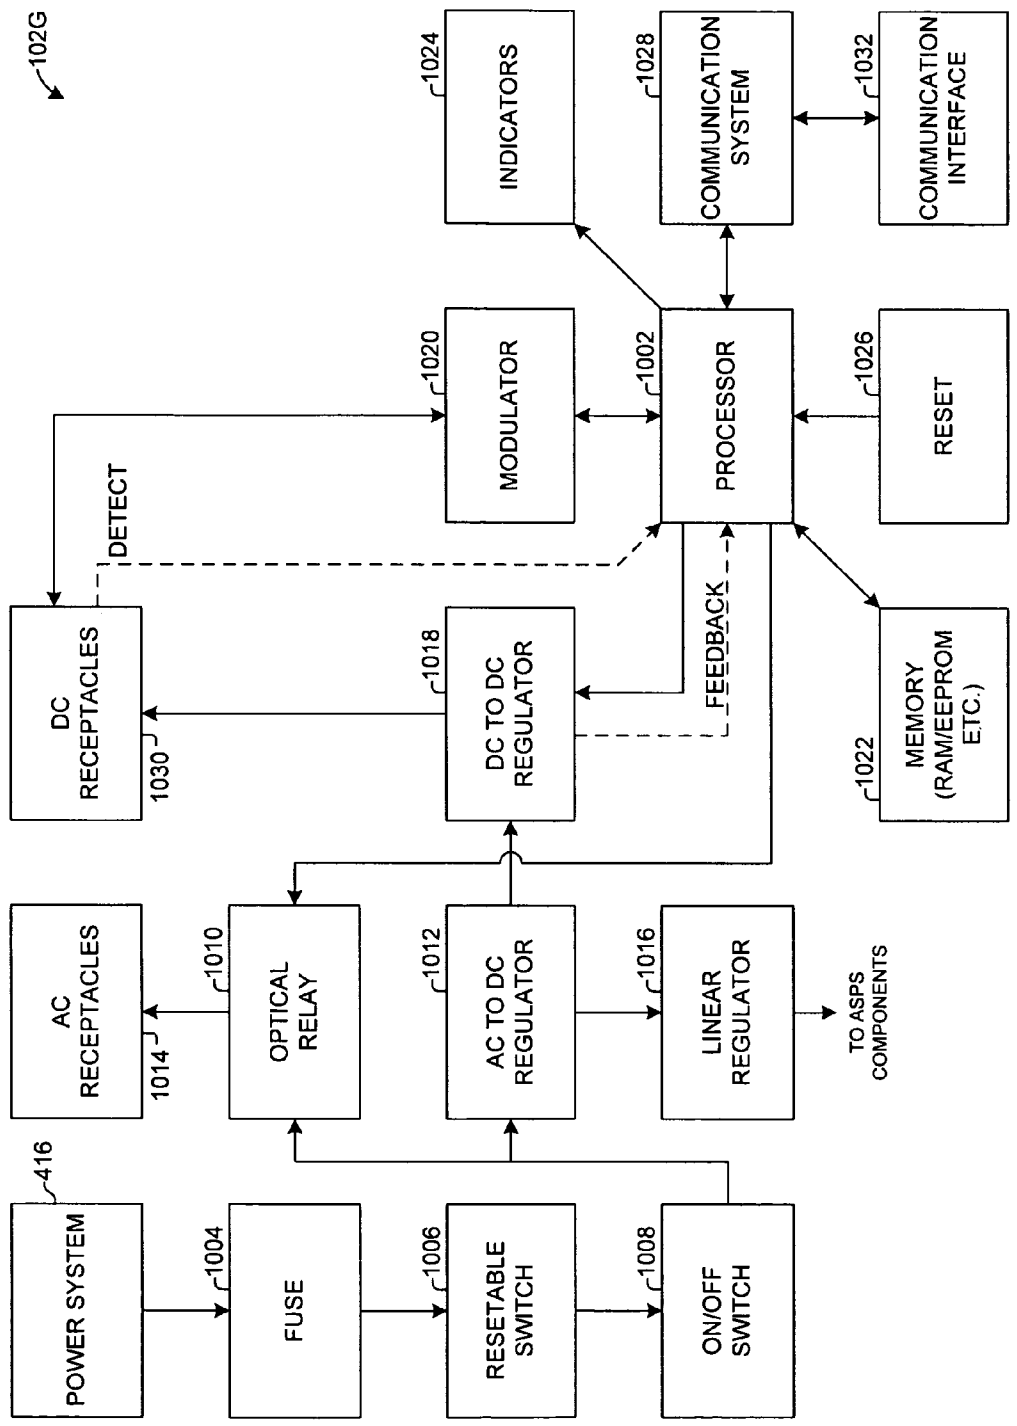 102G
POWER SYSTEM
416
FUSE
1004
RESETABLE
SWITCH
1006
ON/OFF
SWITCH
1008
AC
RECEPTACLES
1014
OPTICAL
RELAY
1010
AC TO DC
REGULATOR
1012
LINEAR
REGULATOR
1016
TO ASPS
COMPONENTS
DC
RECEPTACLES
1030
DETECT
DC TO DC
REGULATOR
1018
FEEDBACK
MEMORY
(RAM/EEPROM
ETC.)
1022
MODULATOR
1020
PROCESSOR
1002
RESET
1026
INDICATORS
1024
COMMUNICATION
SYSTEM
1028
COMMUNICATION
INTERFACE
1032